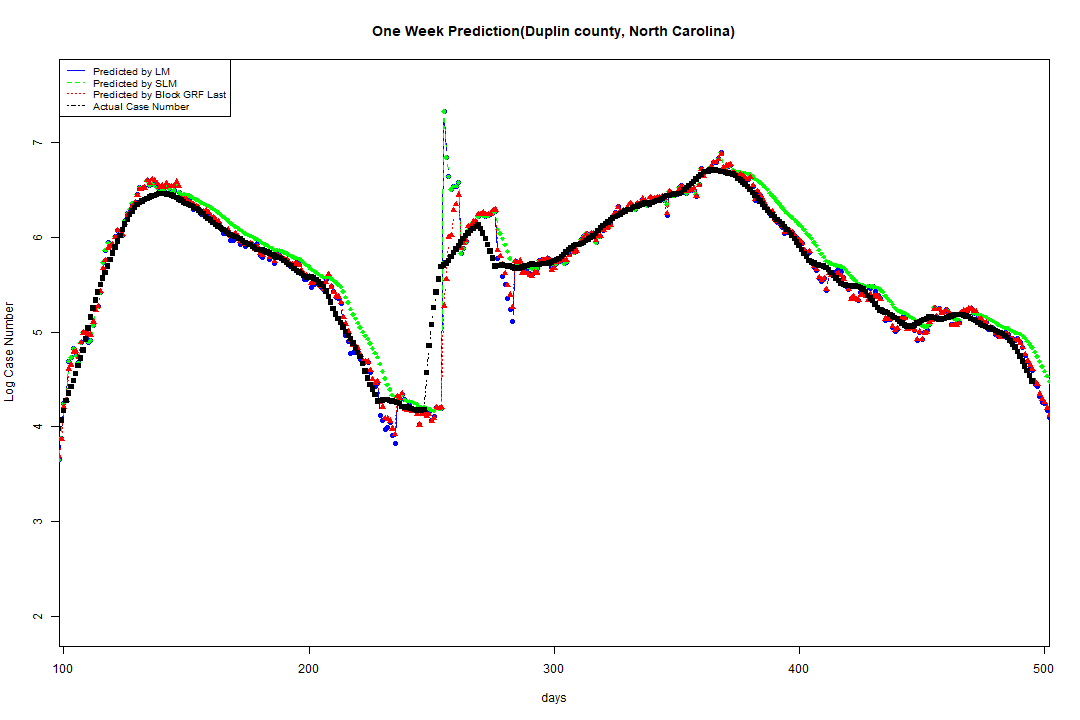 One Week Prediction(Duplin county, North Carolina)
Predicted by LM
Predicted by SLM
Predicted by Block GRF Last
Actual Case Number
7
6
5
4
3
2
Log Case Number
100 200 300 400 500
days